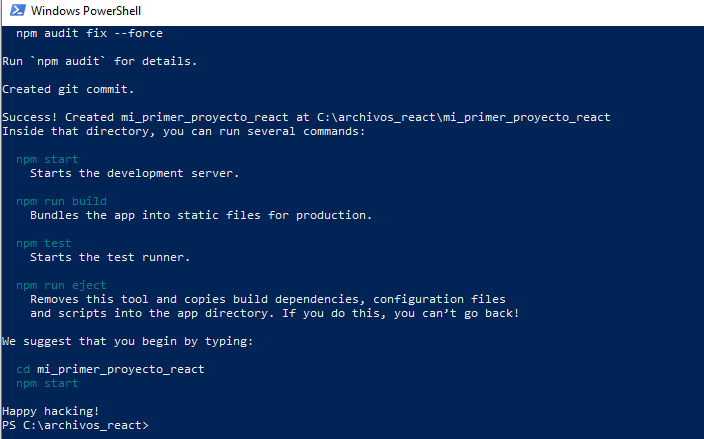 Windows PowerShell
npm audit fix --force
Run `npm audit` for details.
Created git commit.
Success! Created mi_primer_proyecto_react at C:\archivos_react\mi_primer_proyecto_react
Inside that directory, you can run several commands:
npm start
Starts the development server.
npm run build
Bundles the app into static files for production.
npm test
Starts the test runner.
npm run eject
Removes this tool and copies build dependencies, configuration files
and scripts into the app directory. If you do this, you can’t go back!
We suggest that you begin by typing:
cd mi_primer_proyecto_react
npm start
Happy hacking!
PS C:\archivos_react>